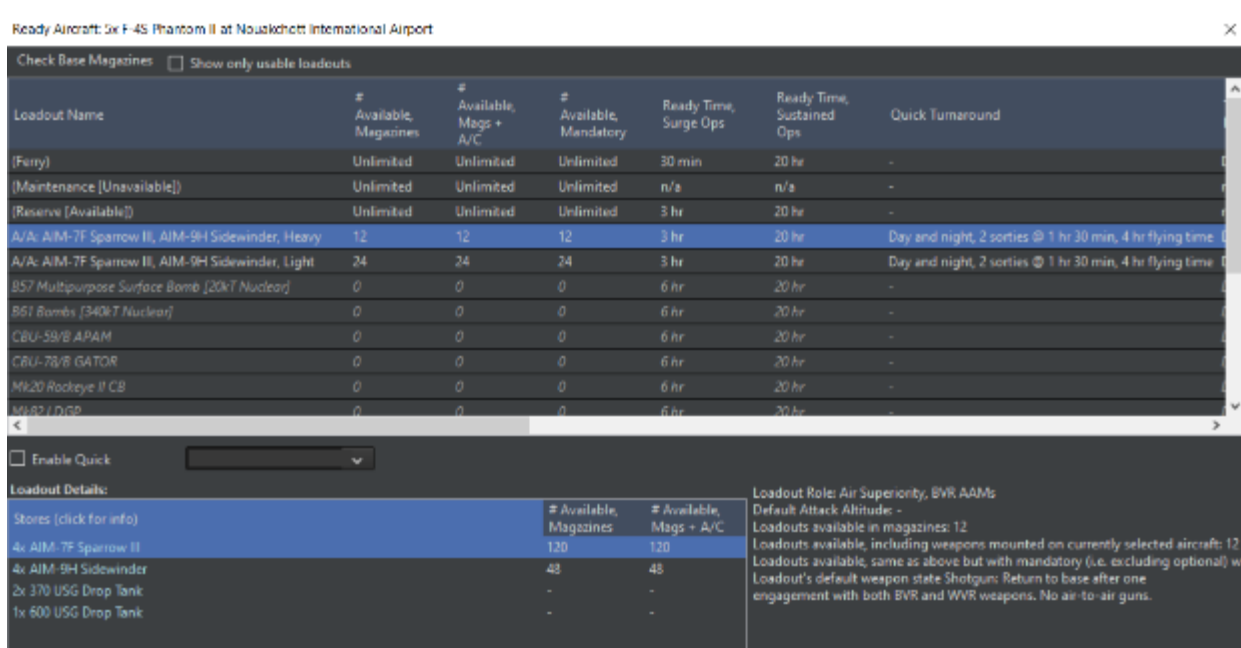 Ready Aircraft: 5x F-4S Phantom II at Nouakchott International Airport
Check Base Magazines Show only usable loadouts
Loadout Name # Available, Magazines # Available, Mags + A/C # Available, Mandatory Ready Time, Surge Ops Ready Time, Sustained Ops Quick Turnaround
(Ferry) Unlimited Unlimited Unlimited 30 min 20 hr -
(Maintenance [Unavailable]) Unlimited Unlimited Unlimited n/a n/a -
(Reserve [Available]) Unlimited Unlimited Unlimited 3 hr 20 hr -
A/A: AIM-7F Sparrow III, AIM-9H Sidewinder, Heavy 12 12 12 3 hr 20 hr Day and night, 2 sorties @ 1 hr 30 min, 4 hr flying time
A/A: AIM-7F Sparrow III, AIM-9H Sidewinder, Light 24 24 24 3 hr 20 hr Day and night, 2 sorties @ 1 hr 30 min, 4 hr flying time
B57 Multipurpose Surface Bomb [20kT Nuclear] 0 0 0 6 hr 20 hr -
B61 Bombs [340kT Nuclear] 0 0 0 6 hr 20 hr -
CBU-59/B APAM 0 0 0 6 hr 20 hr -
CBU-78/B GATOR 0 0 0 6 hr 20 hr -
Mk20 Rockeye II CB 0 0 0 6 hr 20 hr -
Mk82 LDGP 0 0 0 6 hr 20 hr -
Enable Quick
Loadout Details:
Stores (click for info) # Available, Magazines # Available, Mags + A/C
4x AIM-7F Sparrow III 120 120
4x AIM-9H Sidewinder 48 48
2x 370 USG Drop Tank - -
1x 600 USG Drop Tank - -
Loadout Role: Air Superiority, BVR AAMs
Default Attack Altitude: -
Loadouts available in magazines: 12
Loadouts available, including weapons mounted on currently selected aircraft: 12
Loadouts available, same as above but with mandatory (i.e. excluding optional) w
Loadout's default weapon state Shotgun: Return to base after one
engagement with both BVR and WVR weapons. No air-to-air guns.